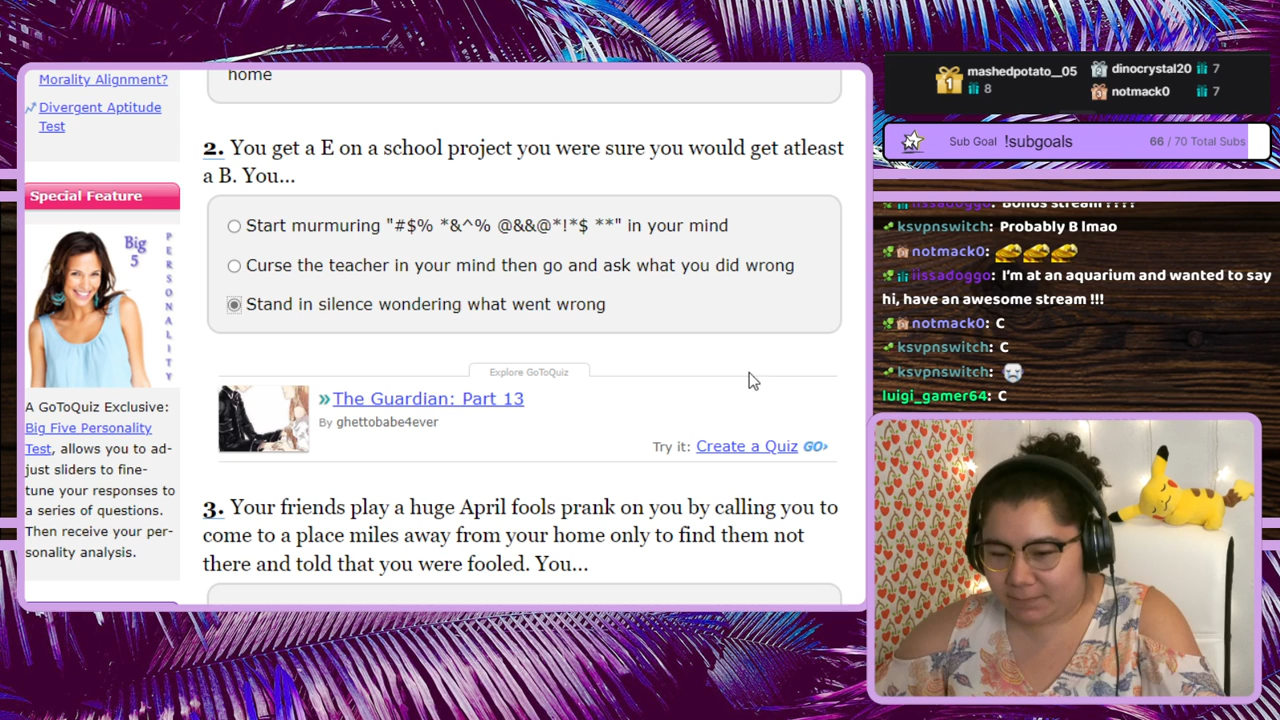 Morality Alignment?
Divergent Aptitude
Test
Special Feature
Big
5
PERSONALITY
A GoToQuiz Exclusive:
Big Five Personality
Test, allows you to ad-
just sliders to fine-
tune your responses to
a series of questions.
Then receive your per-
sonality analysis.
home
2. You get a E on a school project you were sure you would get atleast
a B. You...
Start murmuring "#$% *&^% @&&@*!*$ **" in your mind
Curse the teacher in your mind then go and ask what you did wrong
Stand in silence wondering what went wrong
Explore GoToQuiz
»The Guardian: Part 13
By ghettobabe4ever
Try it: Create a Quiz GO›
3. Your friends play a huge April fools prank on you by calling you to
come to a place miles away from your home only to find them not
there and told that you were fooled. You...
1 mashedpotato__05
8
2 dinocrystal20 7
3 notmack0 7
Sub Goal !subgoals 66 / 70 Total Subs
iissadoggo: Bonus stream ????
ksvpnswitch: Probably B lmao
notmack0:
iissadoggo: I'm at an aquarium and wanted to say
hi, have an awesome stream !!!
notmack0: C
ksvpnswitch: C
ksvpnswitch:
luigi_gamer64: C